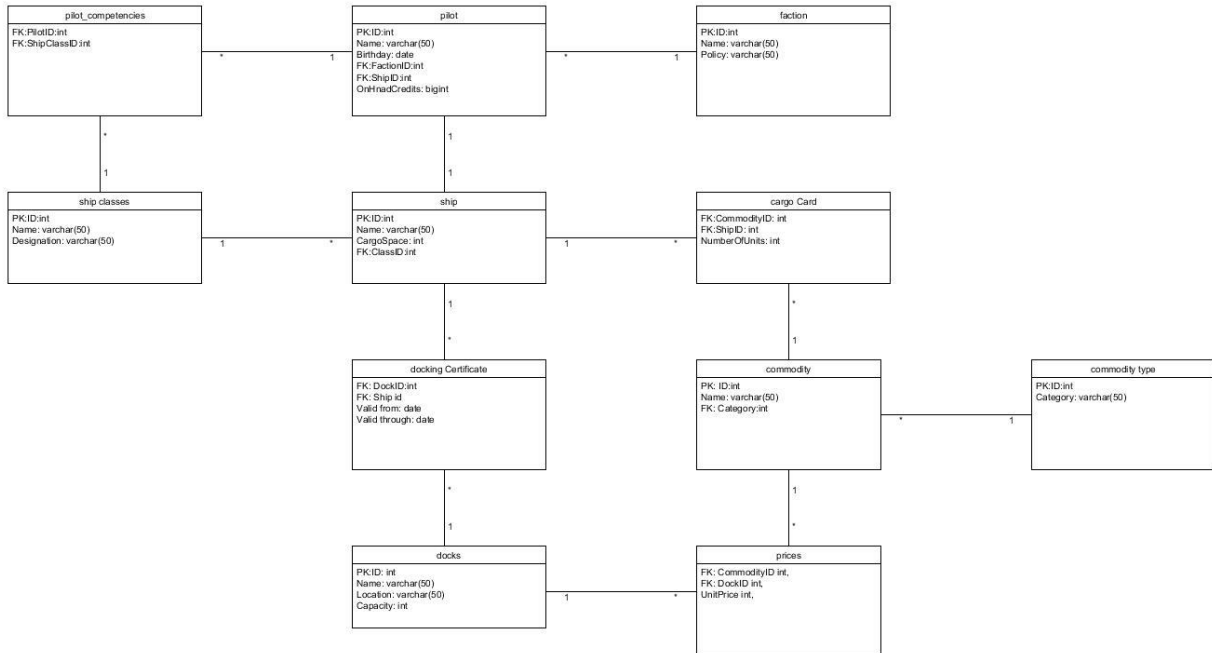 pilot_competencies
FK:PilotID:int
FK:ShipClassID:int
*
1
pilot
PK:ID:int
Name: varchar(50)
Birthday: date
FK:FactionID:int
FK:ShipID:int
OnHnadCredits: bigint
*
1
faction
PK:ID:int
Name: varchar(50)
Policy: varchar(50)
*
1
1
1
ship classes
PK:ID:int
Name: varchar(50)
Designation: varchar(50)
1
*
ship
PK:ID:int
Name: varchar(50)
CargoSpace: int
FK:ClassID:int
1
*
cargo Card
FK:CommodityID: int
FK:ShipID: int
NumberOfUnits: int
1
*
*
1
docking Certificate
FK: DockID:int
FK: Ship id
Valid from: date
Valid through: date
commodity
PK: ID:int
Name: varchar(50)
FK: Category:int
*
1
commodity type
PK:ID:int
Category: varchar(50)
*
1
1
*
docks
PK:ID: int
Name: varchar(50)
Location: varchar(50)
Capacity: int
1
*
prices
FK: CommodityID int,
FK: DockID int,
UnitPrice int,